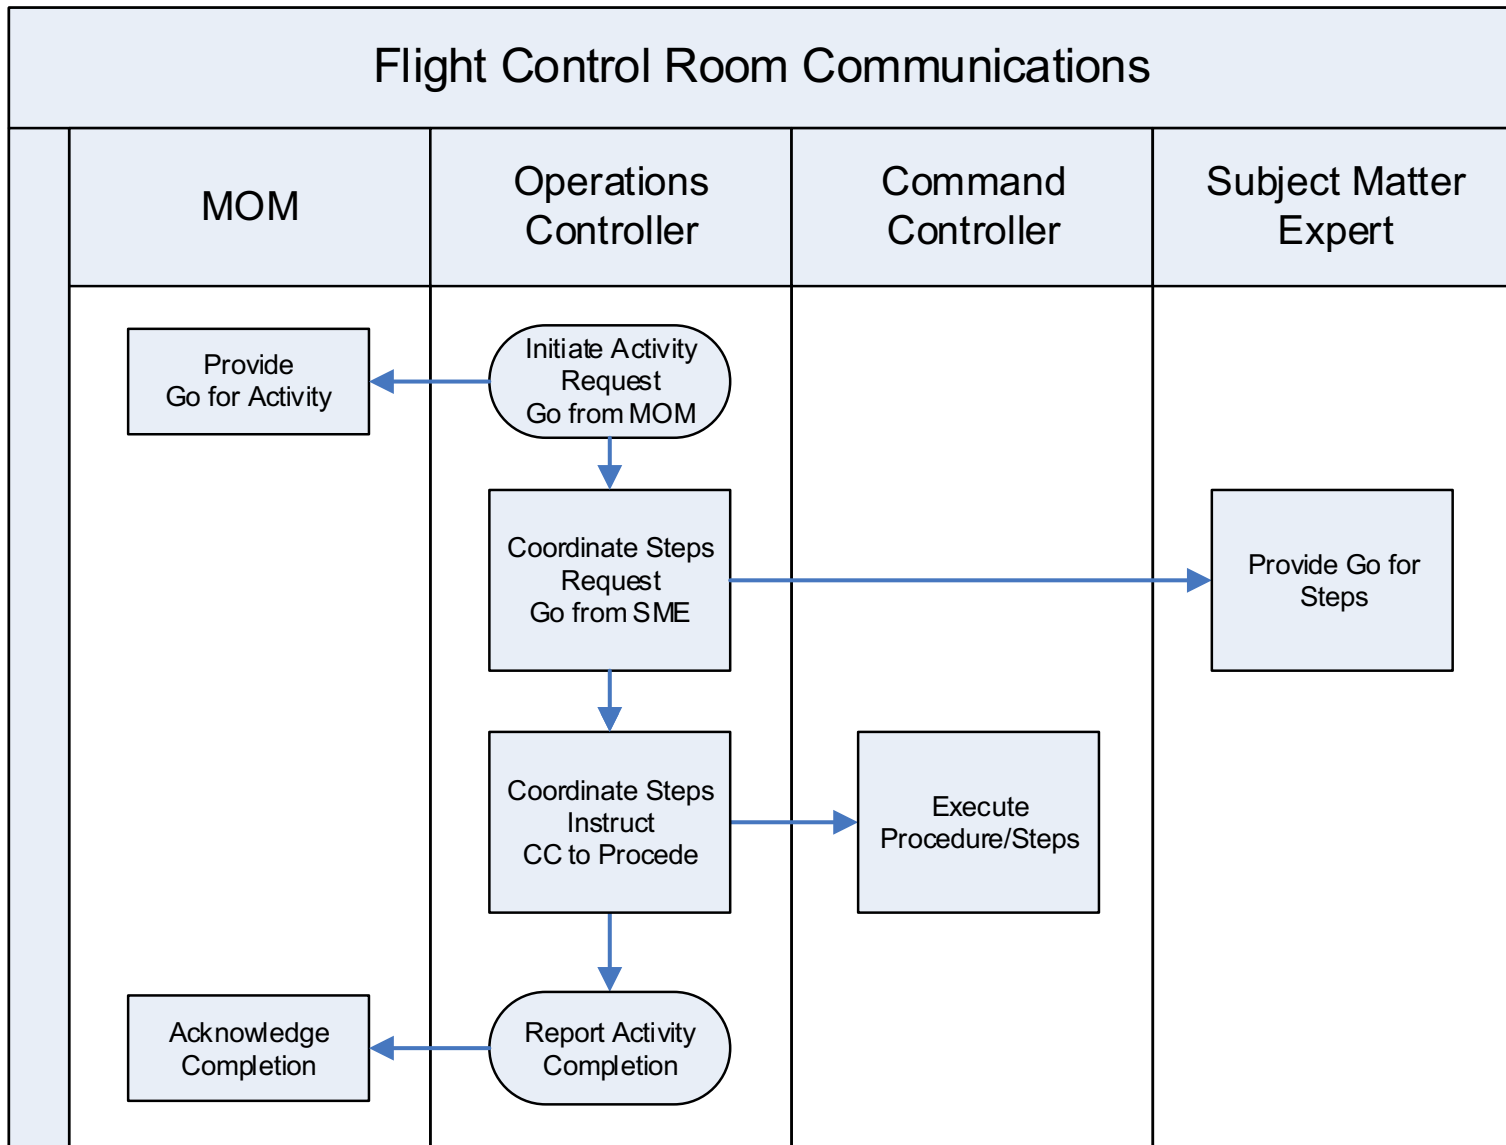 Flight Control Room Communications
MOM
Operations
Controller
Command
Controller
Subject Matter
Expert
Provide
Go for Activity
Initiate Activity
Request
Go from MOM
Coordinate Steps
Request
Go from SME
Provide Go for
Steps
Coordinate Steps
Instruct
CC to Procede
Execute
Procedure/Steps
Acknowledge
Completion
Report Activity
Completion